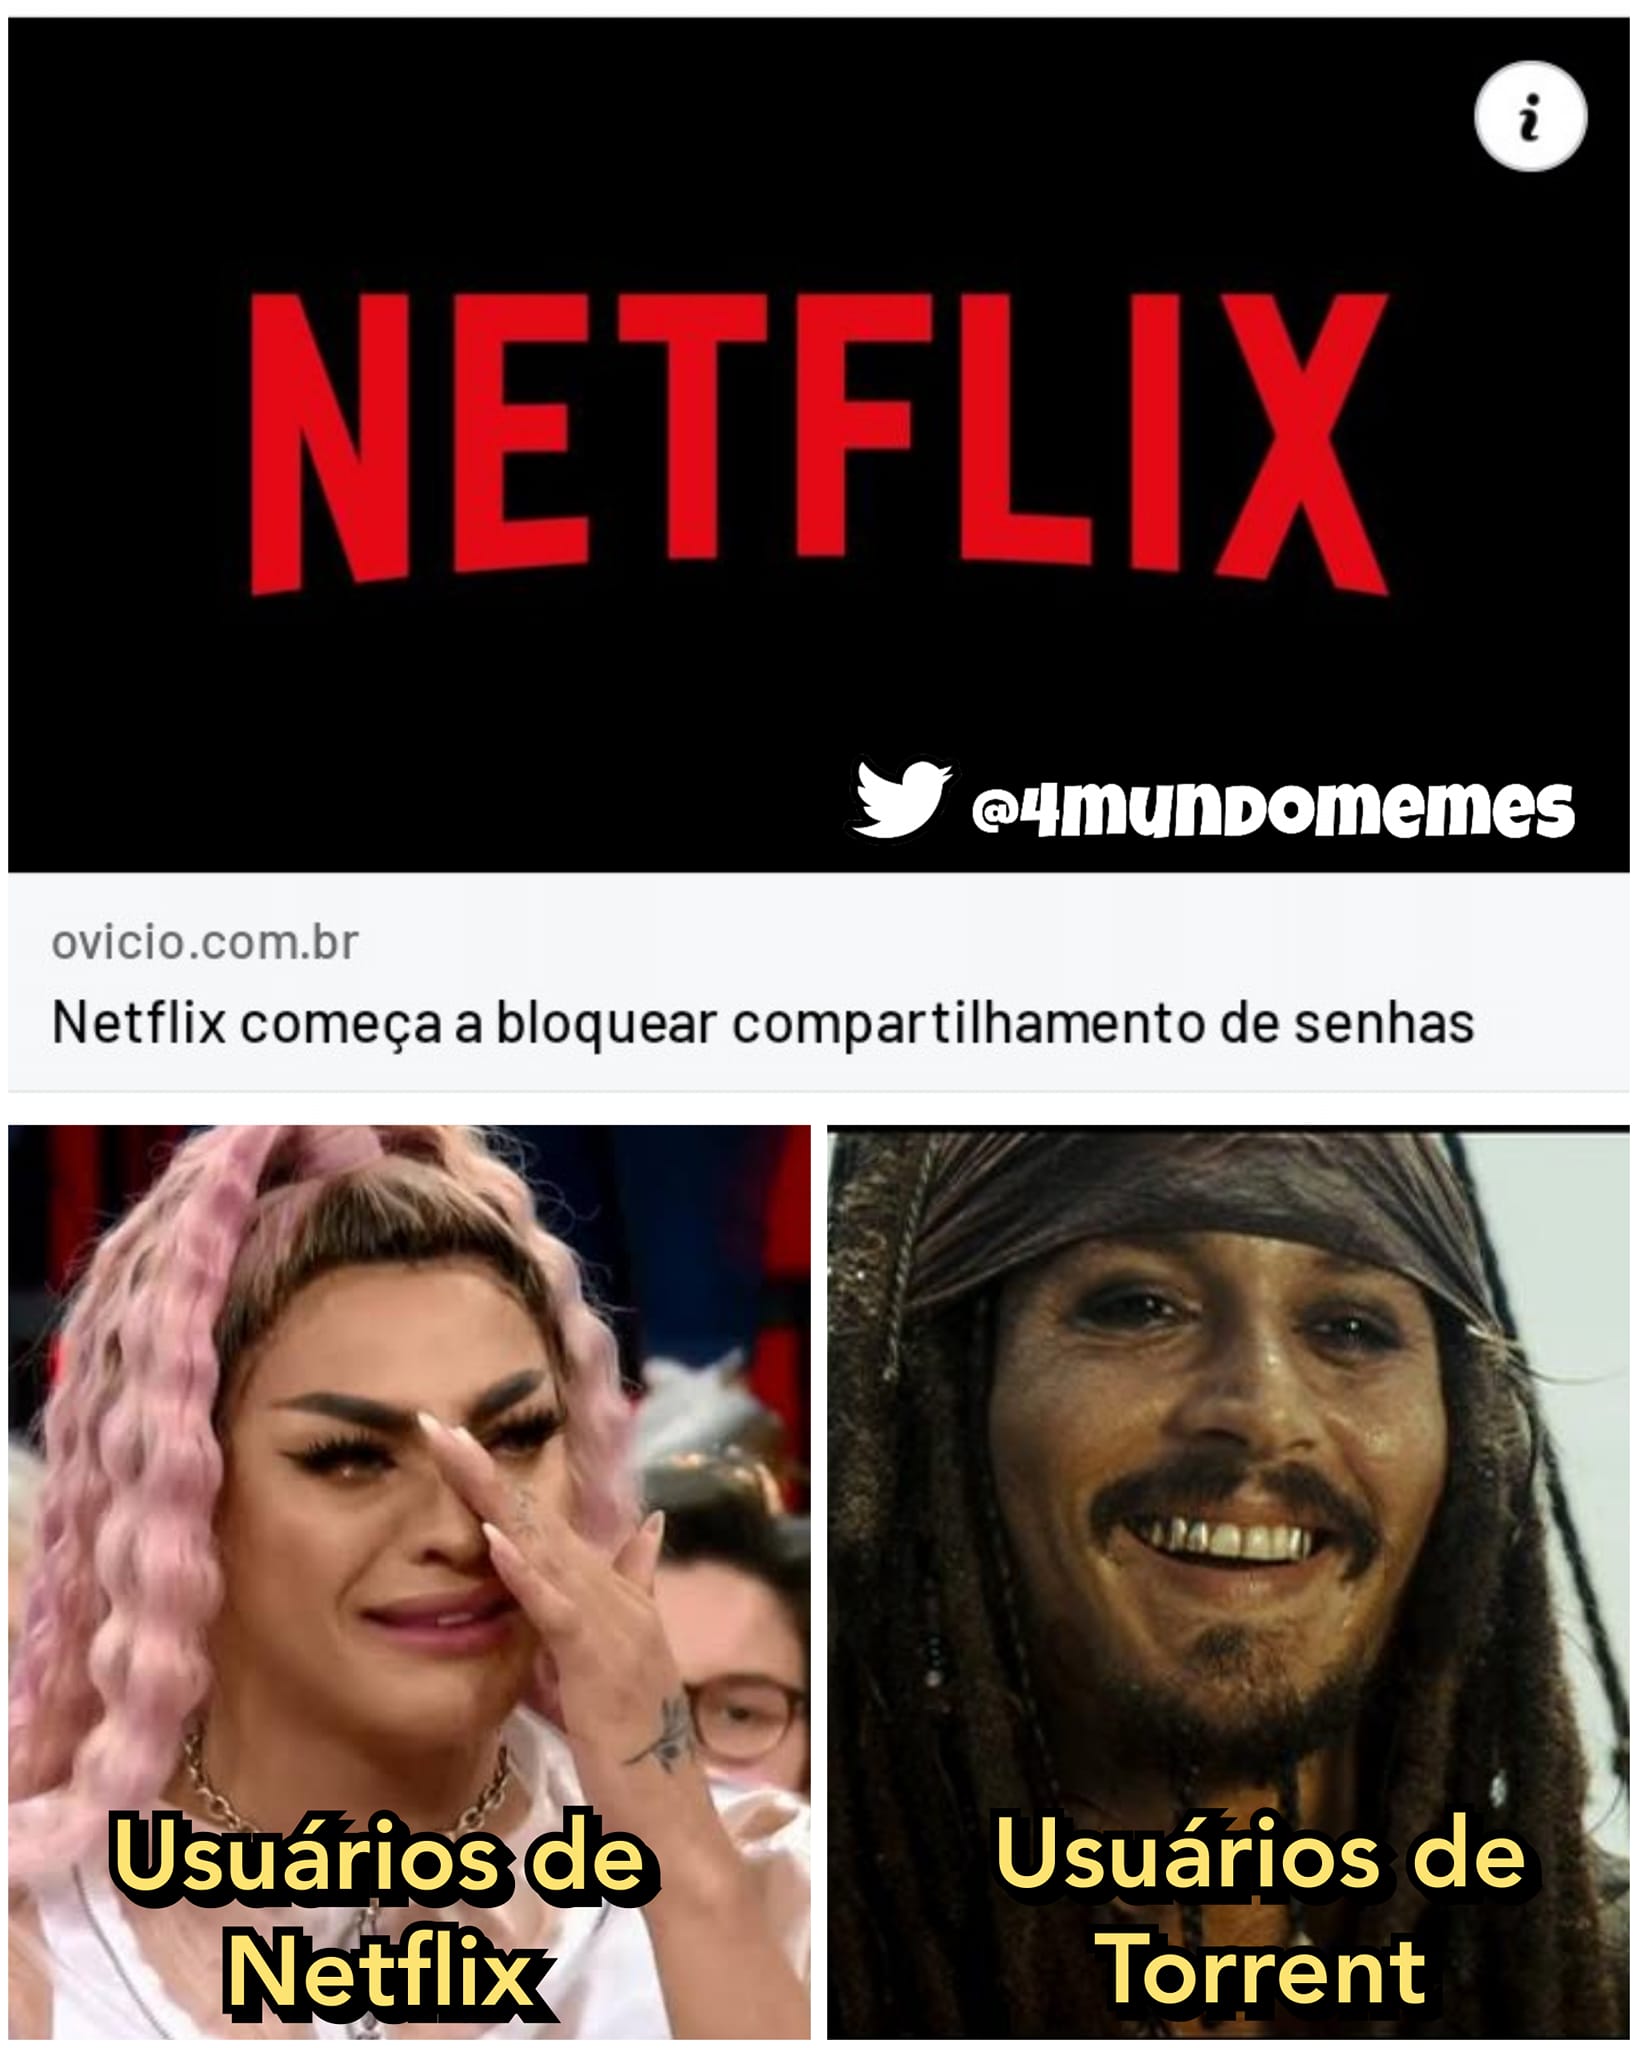 i
NETFLIX
@4mundomemes
ovicio.com.br
Netflix começa a bloquear compartilhamento de senhas
Usuários de
Netflix
Usuários de
Torrent